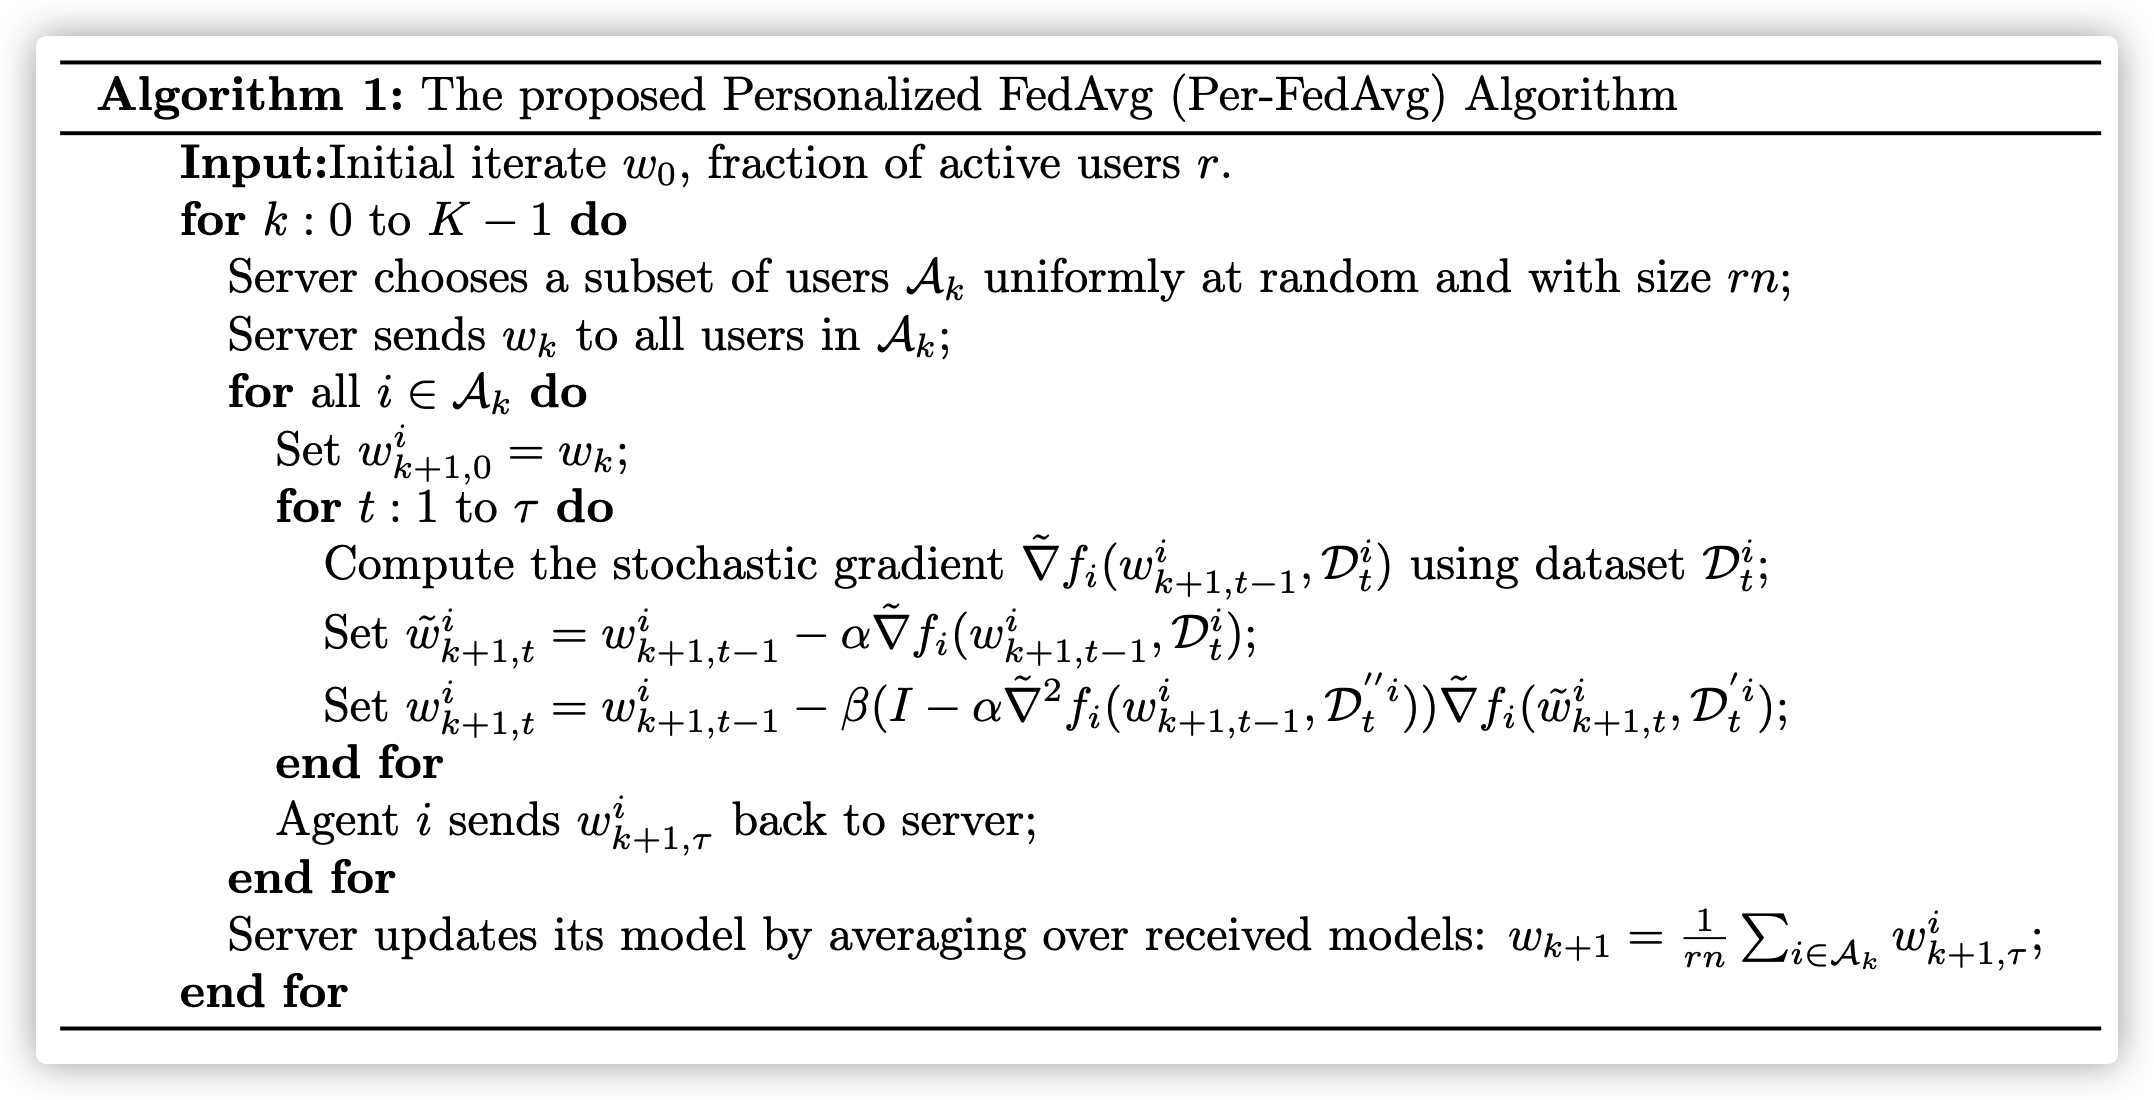 Algorithm 1: The proposed Personalized FedAvg (Per-FedAvg) Algorithm
Input:Initial iterate $w_0$, fraction of active users $r$.
for $k : 0$ to $K - 1$ do
Server chooses a subset of users $\mathcal{A}_k$ uniformly at random and with size $rn$;
Server sends $w_k$ to all users in $\mathcal{A}_k$;
for all $i \in \mathcal{A}_k$ do
Set $w_{k+1,0}^i = w_k$;
for $t : 1$ to $\tau$ do
Compute the stochastic gradient $\tilde{\nabla} f_i(w_{k+1,t-1}^i, \mathcal{D}_t^i)$ using dataset $\mathcal{D}_t^i$;
Set $\tilde{w}_{k+1,t}^i = w_{k+1,t-1}^i - \alpha \tilde{\nabla} f_i(w_{k+1,t-1}^i, \mathcal{D}_t^i)$;
Set $w_{k+1,t}^i = w_{k+1,t-1}^i - \beta (I - \alpha \tilde{\nabla}^2 f_i(w_{k+1,t-1}^i, \mathcal{D}_t^{''i})) \tilde{\nabla} f_i(\tilde{w}_{k+1,t}^i, \mathcal{D}_t^{'i})$;
end for
Agent $i$ sends $w_{k+1,\tau}^i$ back to server;
end for
Server updates its model by averaging over received models: $w_{k+1} = \frac{1}{rn} \sum_{i \in \mathcal{A}_k} w_{k+1,\tau}^i$;
end for